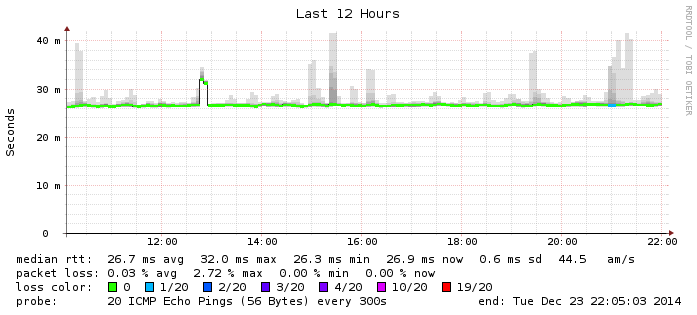 Last 12 Hours
RRDTOOL / TOBI OETIKER
Seconds
40 m
30 m
20 m
10 m
0
12:00 14:00 16:00 18:00 20:00 22:00
median rtt: 26.7 ms avg 32.0 ms max 26.3 ms min 26.9 ms now 0.6 ms sd 44.5 am/s
packet loss: 0.03 % avg 2.72 % max 0.00 % min 0.00 % now
loss color: 0 1/20 2/20 3/20 4/20 10/20 19/20
probe: 20 ICMP Echo Pings (56 Bytes) every 300s end: Tue Dec 23 22:05:03 2014